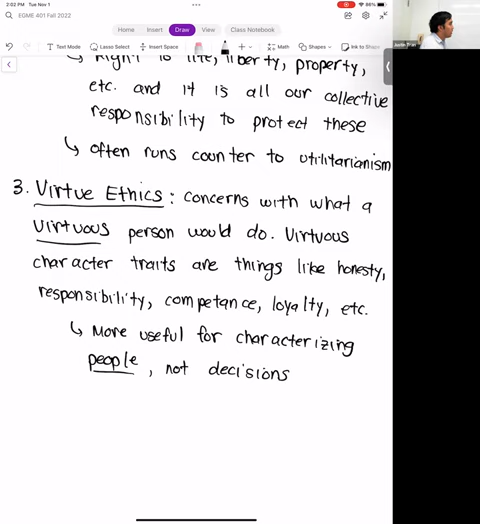 2:02 PM Tue Nov 1
86%
EGME 401 Fall 2022
Home Insert Draw View Class Notebook
Text Mode Lasso Select Insert Space Math Shapes Ink to Shape
↳ Right to life, liberty, property,
etc. and it is all our collective
responsibility to protect these
↳ often runs counter to utilitarianism
3. Virtue Ethics: concerns with what a
virtuous person would do. Virtuous
character traits are things like honesty,
responsibility, competance, loyalty, etc.
↳ More useful for characterizing
people, not decisions